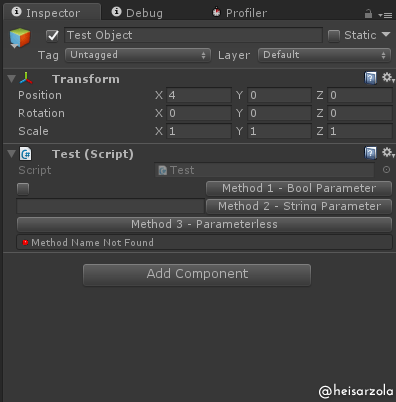 Inspector Debug Profiler
Test Object Static
Tag Untagged Layer Default
Transform
Position X 4 Y 0 Z 0
Rotation X 0 Y 0 Z 0
Scale X 1 Y 1 Z 1
Test (Script)
Script Test
Method 1 - Bool Parameter
Method 2 - String Parameter
Method 3 - Parameterless
Method Name Not Found
Add Component
@heisarzola